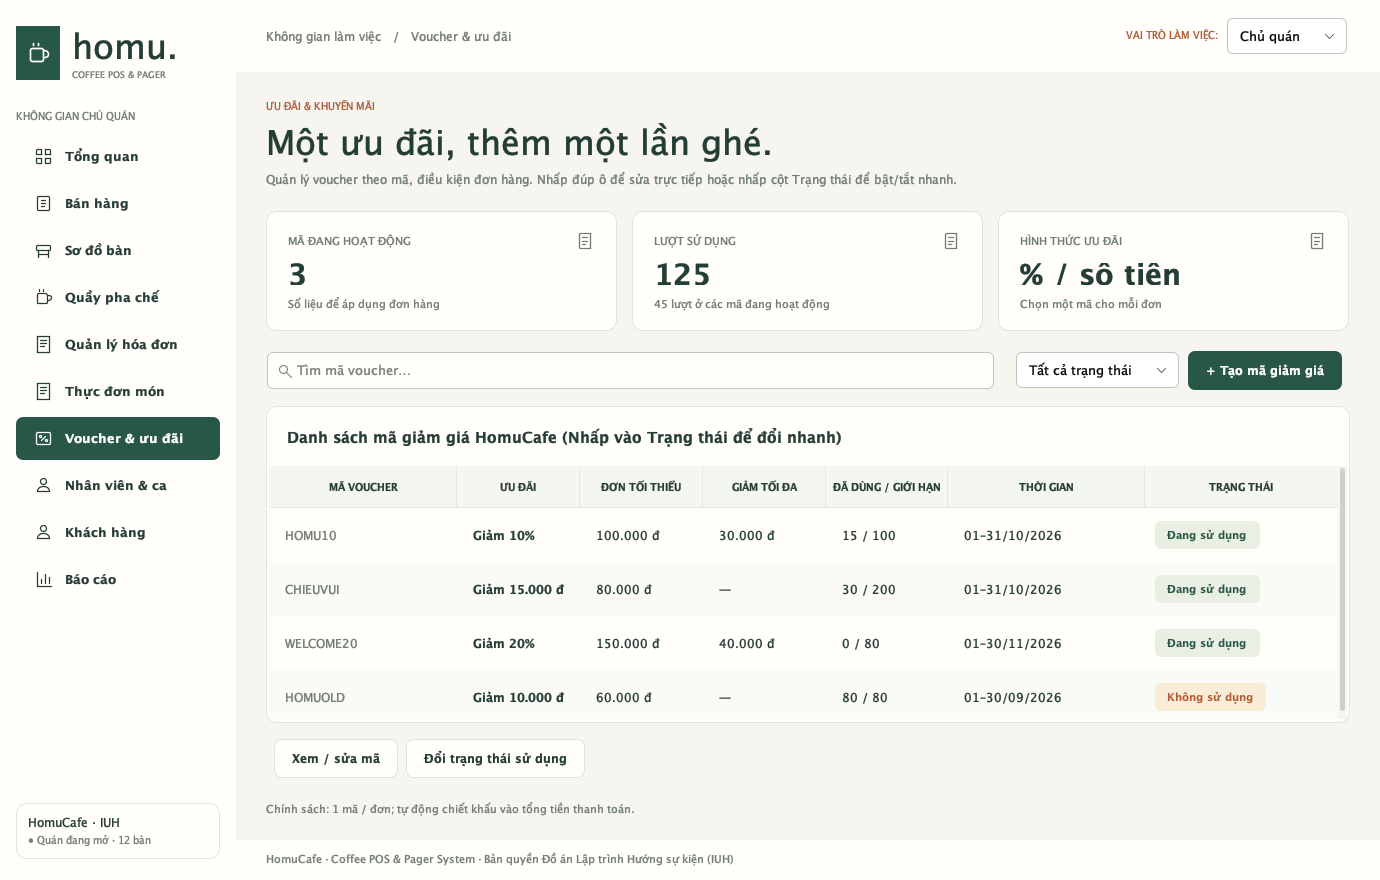 homu.
COFFEE POS & PAGER
KHÔNG GIAN CHỦ QUÁN
Tổng quan
Bán hàng
Sơ đồ bàn
Quầy pha chế
Quản lý hóa đơn
Thực đơn món
Voucher & ưu đãi
Nhân viên & ca
Khách hàng
Báo cáo
HomuCafe · IUH
• Quán đang mở · 12 bàn
Không gian làm việc / Voucher & ưu đãi
VAI TRÒ LÀM VIỆC: Chủ quán
ƯU ĐÃI & KHUYẾN MÃI
Một ưu đãi, thêm một lần ghé.
Quản lý voucher theo mã, điều kiện đơn hàng. Nhấp đúp ô để sửa trực tiếp hoặc nhấp cột Trạng thái để bật/tắt nhanh.
MÃ ĐANG HOẠT ĐỘNG
3
Số liệu để áp dụng đơn hàng
LƯỢT SỬ DỤNG
125
45 lượt ở các mã đang hoạt động
HÌNH THỨC ƯU ĐÃI
% / số tiền
Chọn một mã cho mỗi đơn
Tìm mã voucher...
Tất cả trạng thái
+ Tạo mã giảm giá
Danh sách mã giảm giá HomuCafe (Nhấp vào Trạng thái để đổi nhanh)
MÃ VOUCHER ƯU ĐÃI ĐƠN TỐI THIỂU GIẢM TỐI ĐA ĐÃ DÙNG / GIỚI HẠN THỜI GIAN TRẠNG THÁI
HOMU10 Giảm 10% 100.000 đ 30.000 đ 15 / 100 01–31/10/2026 Đang sử dụng
CHIEUVUI Giảm 15.000 đ 80.000 đ — 30 / 200 01–31/10/2026 Đang sử dụng
WELCOME20 Giảm 20% 150.000 đ 40.000 đ 0 / 80 01–30/11/2026 Đang sử dụng
HOMUOLD Giảm 10.000 đ 60.000 đ — 80 / 80 01–30/09/2026 Không sử dụng
Xem / sửa mã
Đổi trạng thái sử dụng
Chính sách: 1 mã / đơn; tự động chiết khấu vào tổng tiền thanh toán.
HomuCafe · Coffee POS & Pager System · Bản quyền Đồ án Lập trình Hướng sự kiện (IUH)